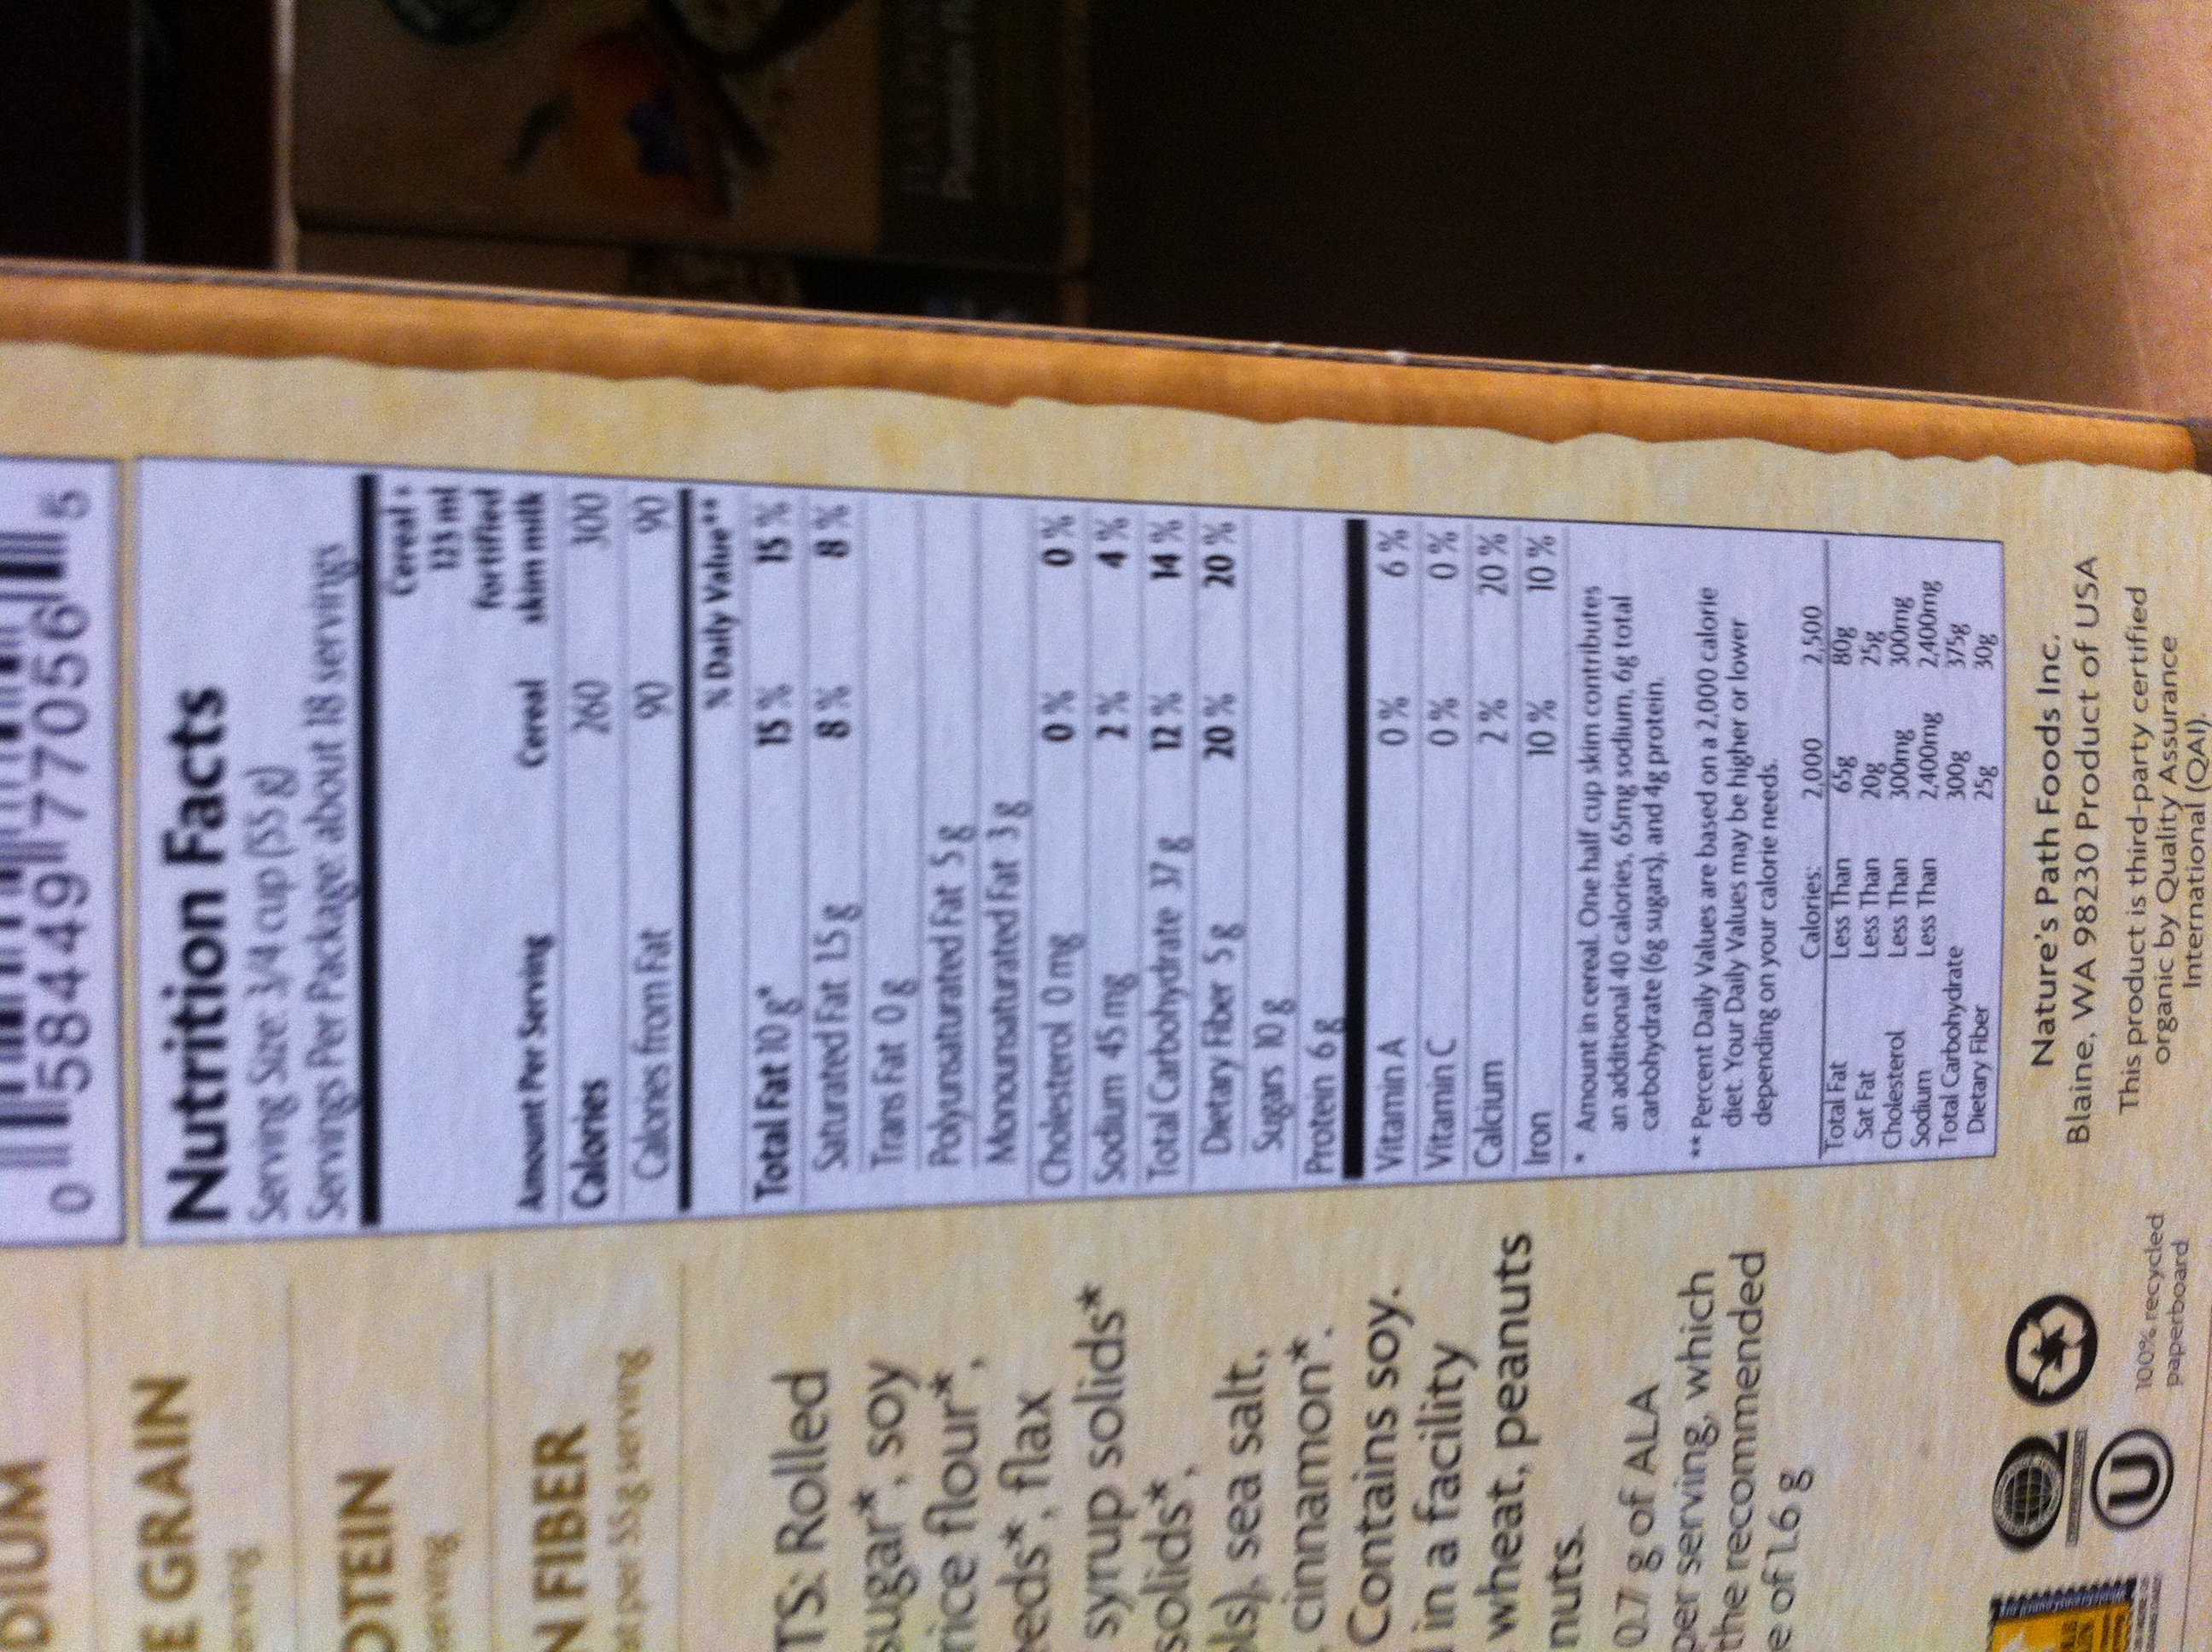 DIUM
E GRAIN
erving
OTEIN
serving
N FIBER
at per 55g serving
TS: Rolled
sugar*, soy
rice flour*,
eeds*, flax
syrup solids*
solids*,
ols), sea salt,
cinnamon*.
Contains soy.
in a facility
wheat, peanuts
nuts.
0.7 g of ALA
per serving, which
the recommended
e of 1.6 g
100% recycled
paperboard
0 58449 77056 5
Nutrition Facts
Serving Size: 3/4 cup (55 g)
Servings Per Package: about 18 servings
Cereal +
125 ml
fortified
Amount Per Serving Cereal skim milk
Calories 260 300
Calories from Fat 90 90
% Daily Value**
Total Fat 10 g* 15 % 15 %
Saturated Fat 1.5 g 8 % 8 %
Trans Fat 0 g
Polyunsaturated Fat 5 g
Monounsaturated Fat 3 g
Cholesterol 0 mg 0 % 0 %
Sodium 45 mg 2 % 4 %
Total Carbohydrate 37 g 12 % 14 %
Dietary Fiber 5 g 20 % 20 %
Sugars 10 g
Protein 6 g
Vitamin A 0 % 6 %
Vitamin C 0 % 0 %
Calcium 2 % 20 %
Iron 10 % 10 %
* Amount in cereal. One half cup skim contributes
an additional 40 calories, 65mg sodium, 6g total
carbohydrate (6g sugars), and 4g protein.
** Percent Daily Values are based on a 2,000 calorie
diet. Your Daily Values may be higher or lower
depending on your calorie needs.
Calories: 2,000 2,500
Total Fat Less Than 65g 80g
Sat Fat Less Than 20g 25g
Cholesterol Less Than 300mg 300mg
Sodium Less Than 2,400mg 2,400mg
Total Carbohydrate 300g 375g
Dietary Fiber 25g 30g
Nature's Path Foods Inc.
Blaine, WA 98230 Product of USA
This product is third-party certified
organic by Quality Assurance
International (QAI).
U
Pumpkin